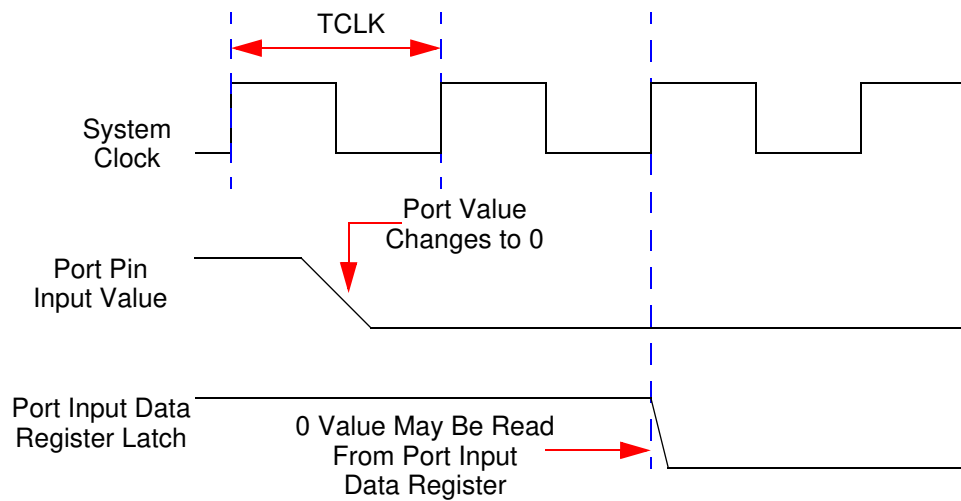 TCLK
System
Clock
Port Value
Changes to 0
Port Pin
Input Value
Port Input Data
Register Latch
0 Value May Be Read
From Port Input
Data Register